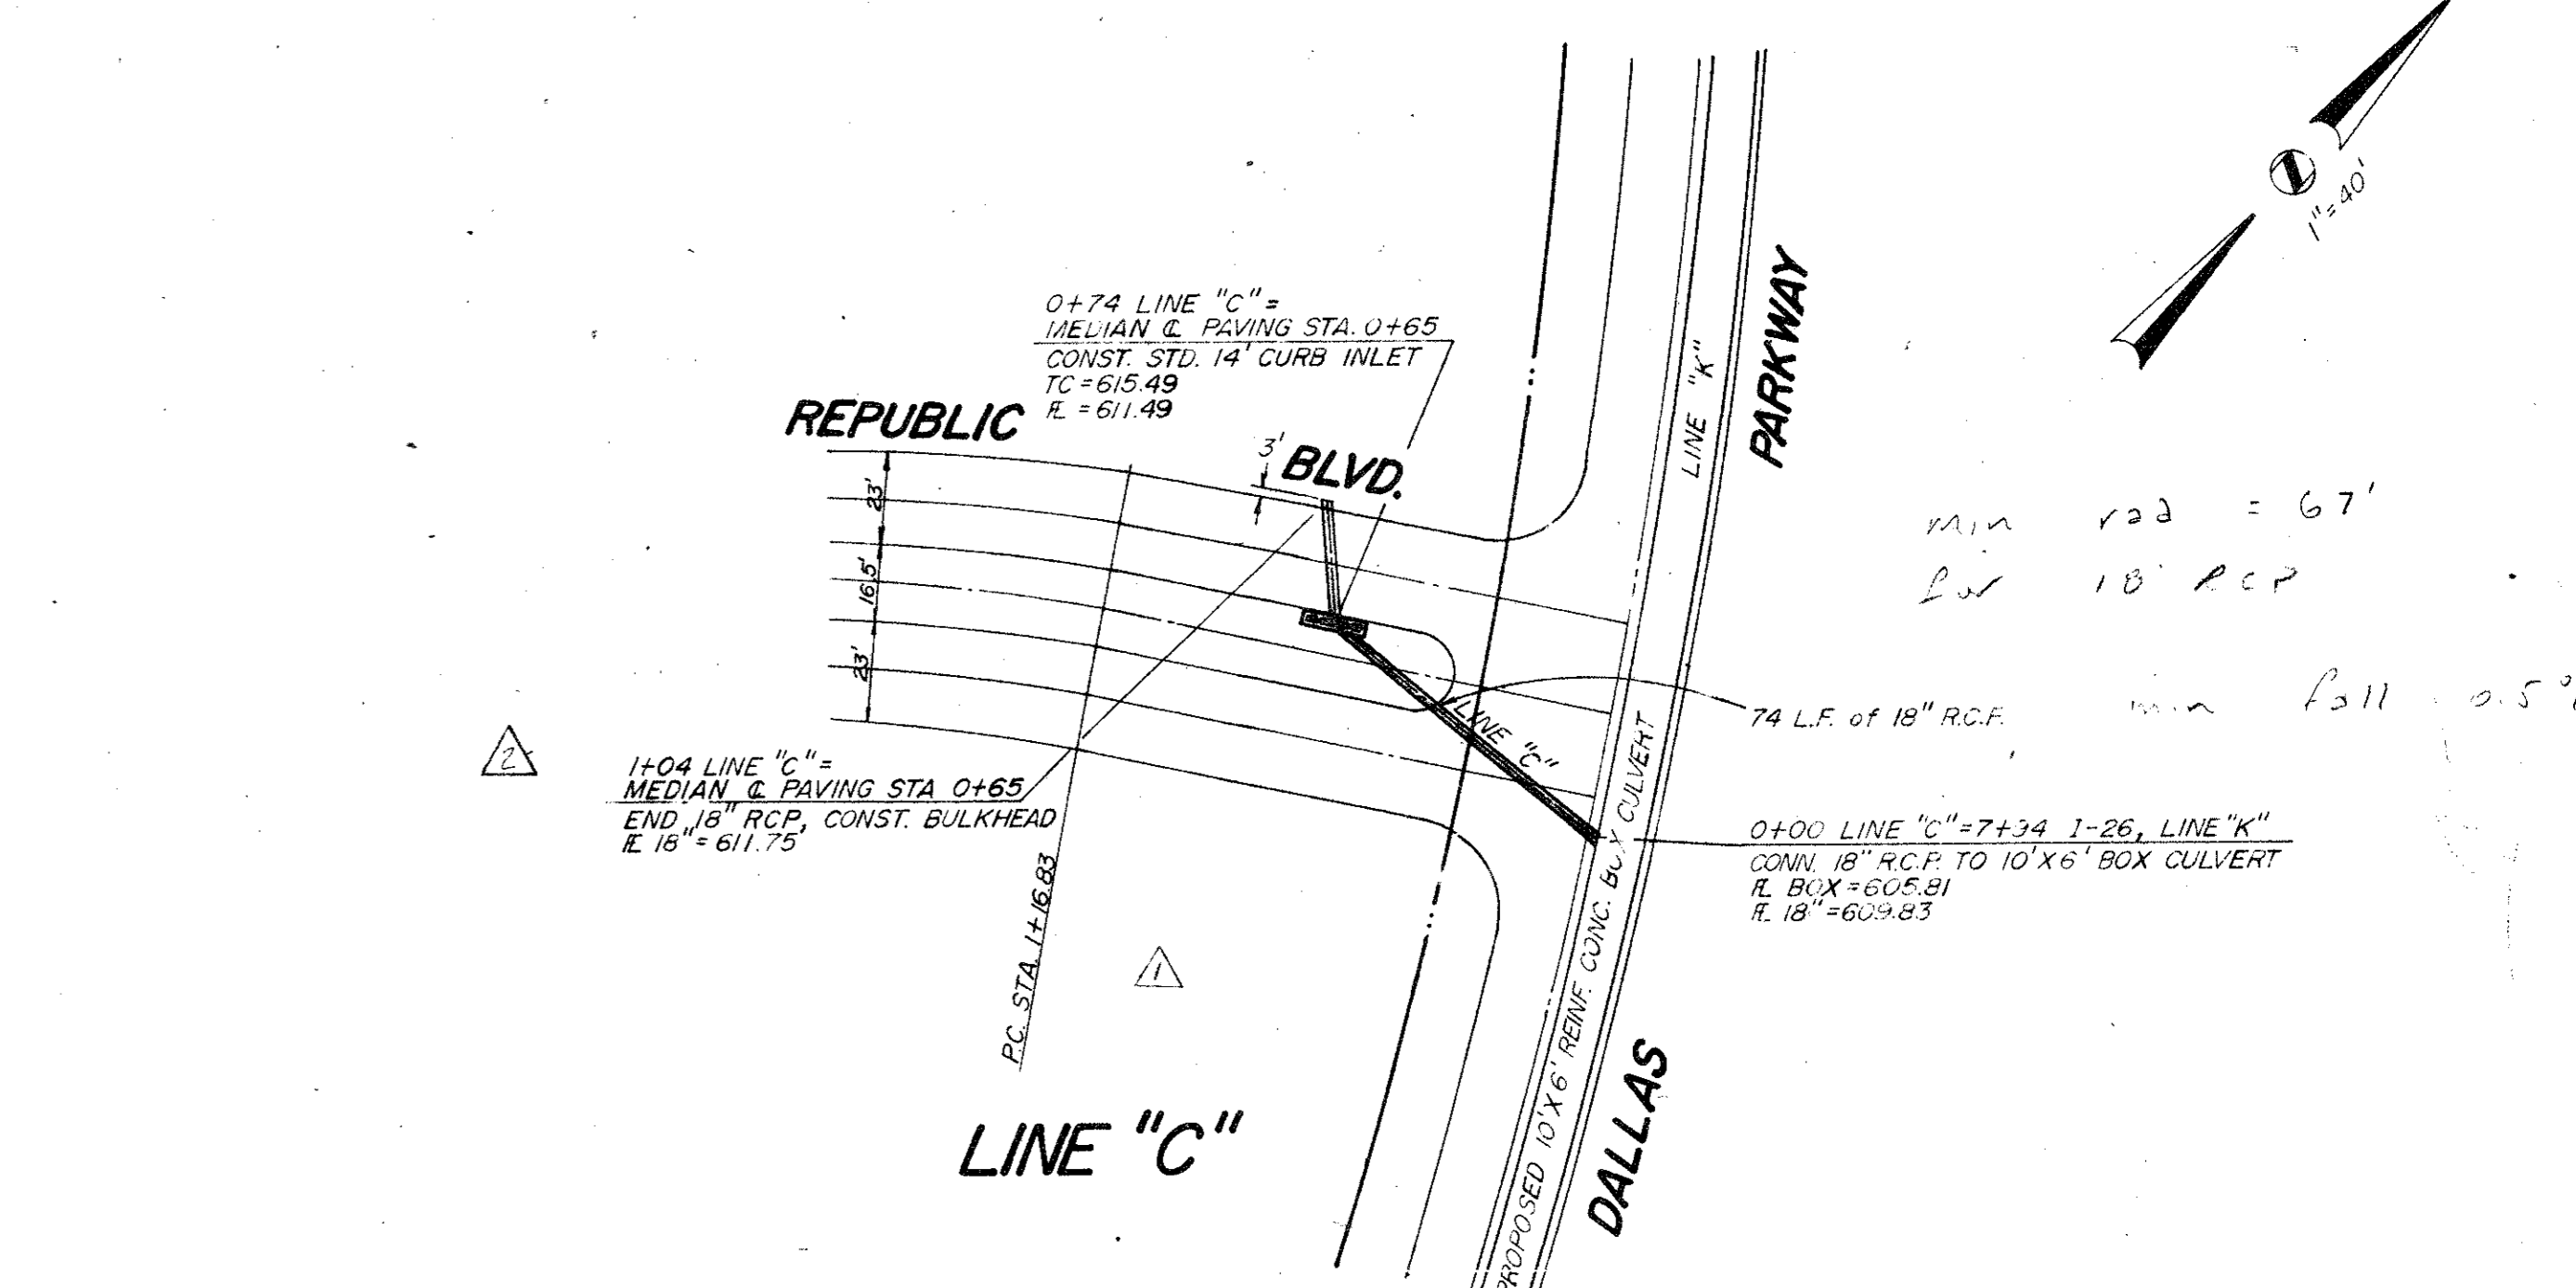 1"=40'
0+74 LINE "C" =
MEDIAN ℄ PAVING STA. 0+65
CONST. STD. 14' CURB INLET
TC = 615.49
FL = 611.49
REPUBLIC
BLVD.
3'
23'
16.5'
23'
LINE "K"
PARKWAY
min rad = 67'
for 18" RCP
min fall 0.5%
74 L.F. of 18" R.C.P.
LINE "C"
2
1+04 LINE "C" =
MEDIAN ℄ PAVING STA 0+65
END 18" RCP, CONST. BULKHEAD
FL 18" = 611.75'
0+00 LINE "C"=7+94 I-26, LINE "K"
CONN. 18" R.C.P. TO 10'X6' BOX CULVERT
FL BOX = 605.81
FL 18" = 609.83
P.C. STA. 1+16.83
1
PROPOSED 10'X6' REINF. CONC. BOX CULVERT
DALLAS
LINE "C"